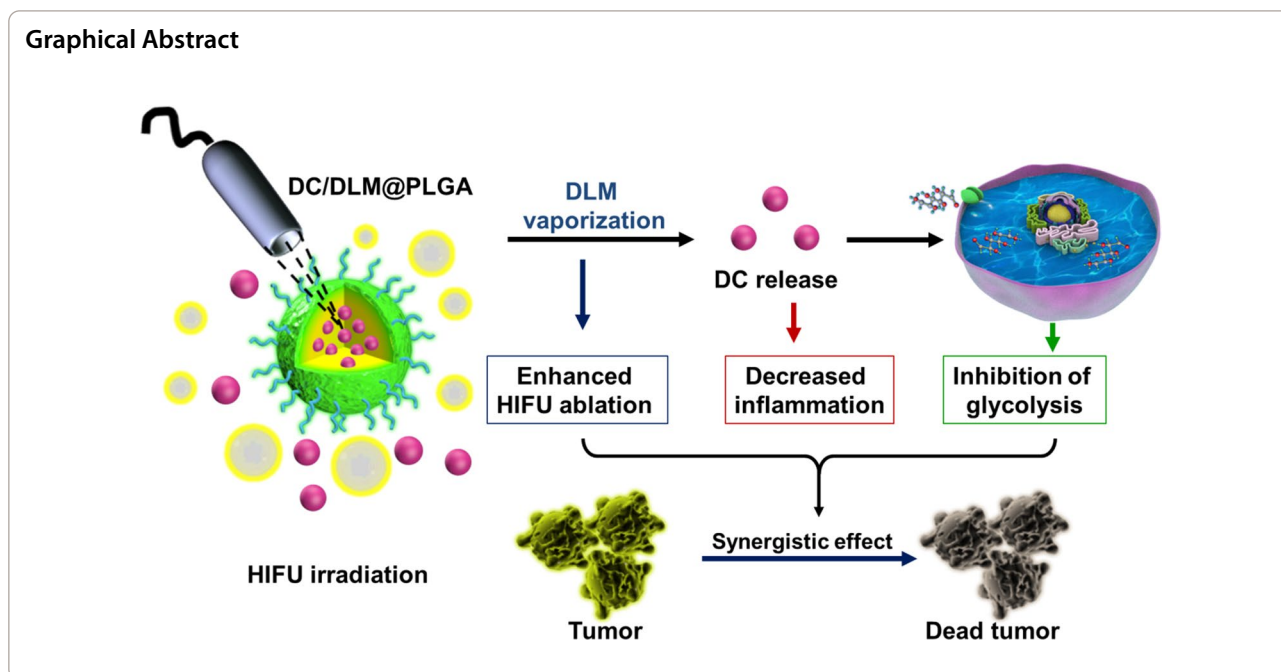 Graphical Abstract
DC/DLM@PLGA
DLM
vaporization
DC release
Enhanced
HIFU ablation
Decreased
inflammation
Inhibition of
glycolysis
HIFU irradiation
Synergistic effect
Tumor
Dead tumor